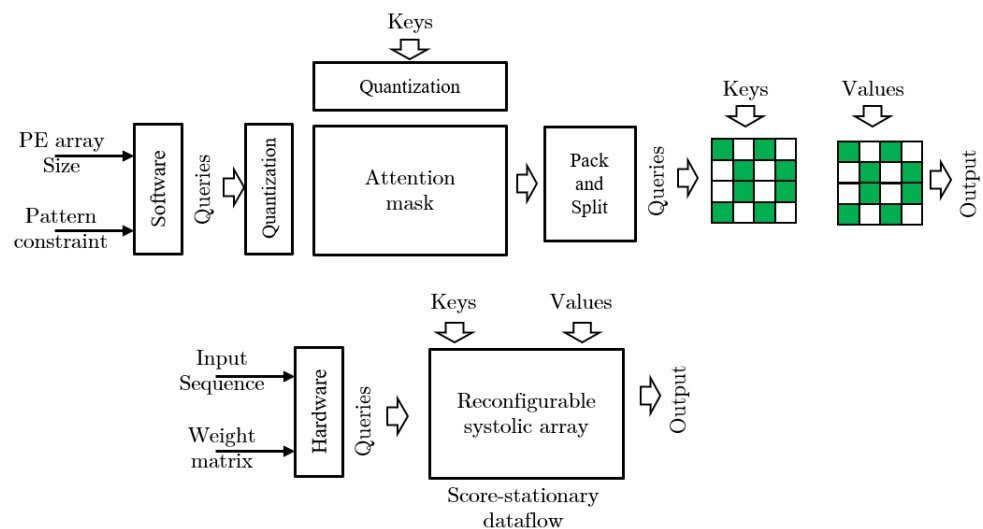 Keys
Quantization
PE array
Size
Pattern
constraint
Software
Queries
Quantization
Attention
mask
Pack
and
Split
Queries
Keys
Values
Output
Input
Sequence
Weight
matrix
Hardware
Queries
Keys
Values
Reconfigurable
systolic array
Output
Score-stationary
dataflow